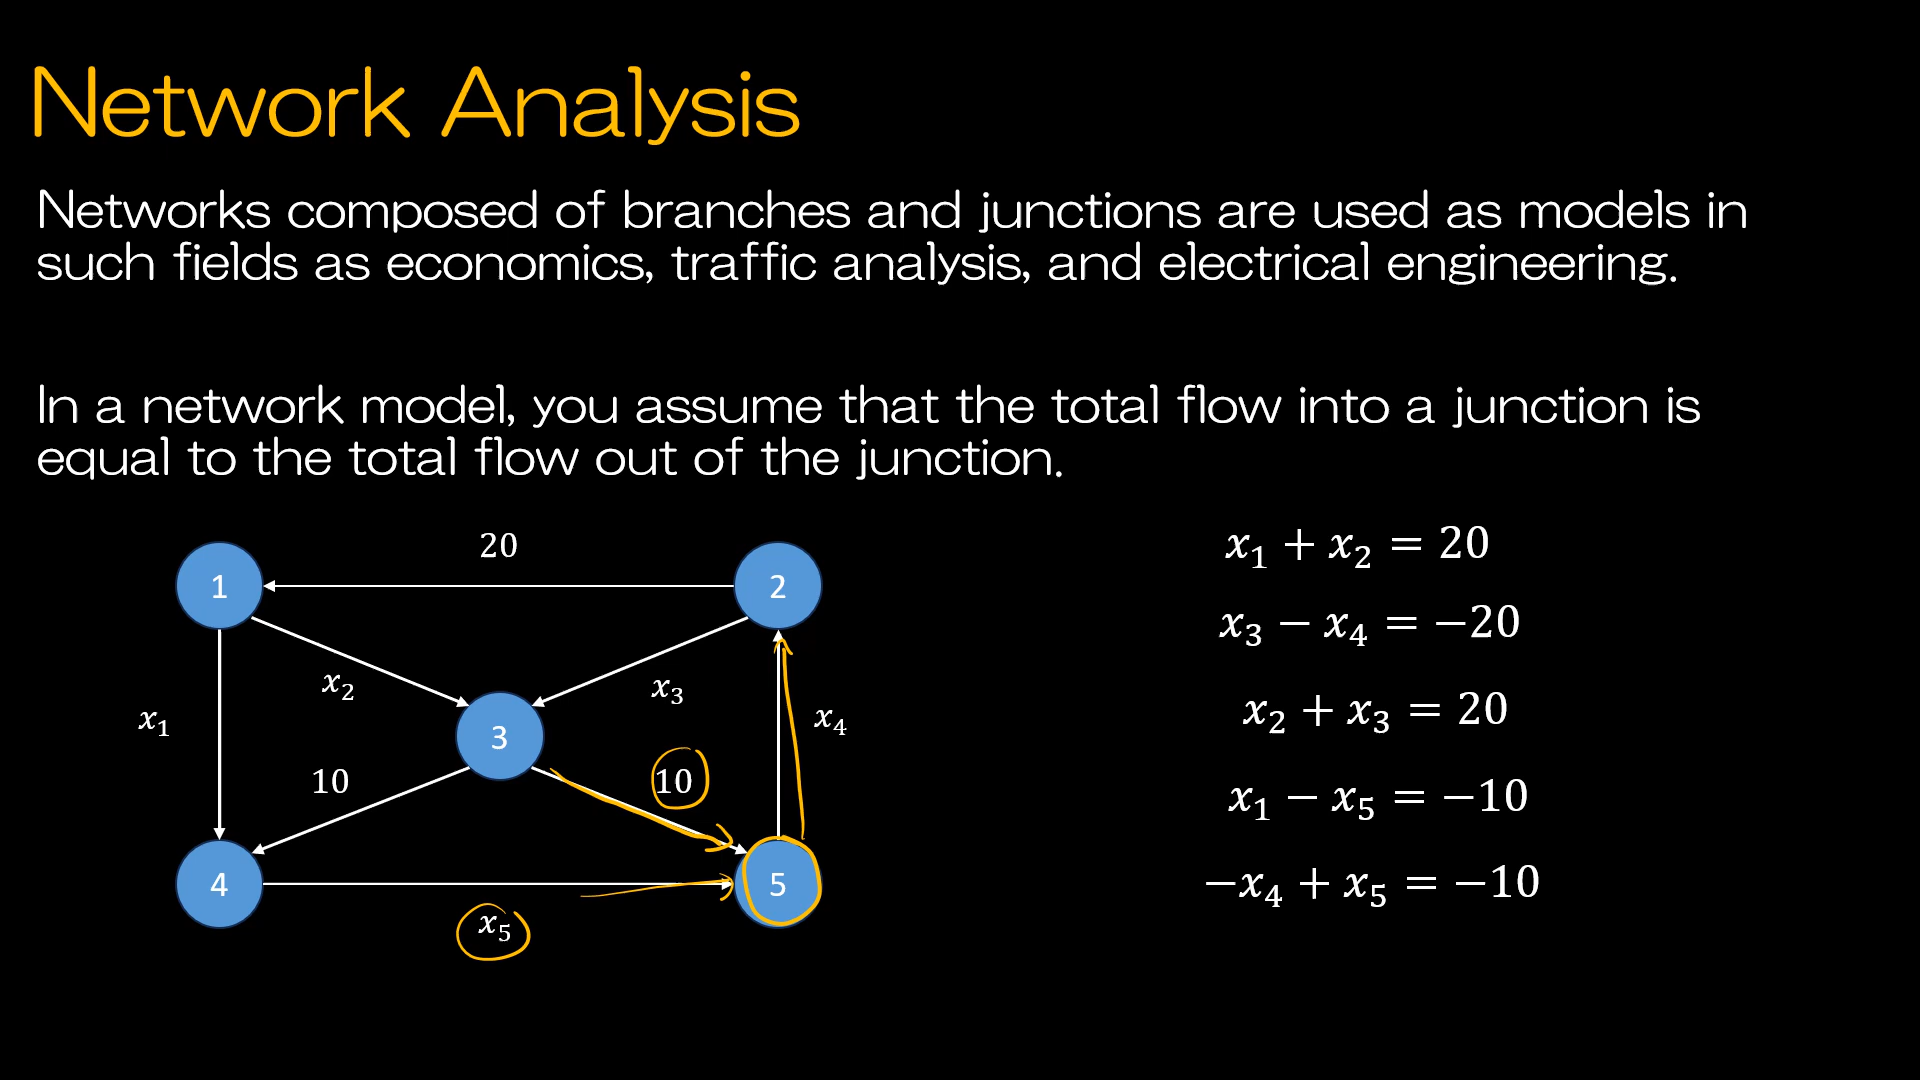 Network Analysis
Networks composed of branches and junctions are used as models in
such fields as economics, traffic analysis, and electrical engineering.
In a network model, you assume that the total flow into a junction is
equal to the total flow out of the junction.
20
1
2
x₂
x₃
x₁
x₄
3
10
10
4
5
x₅
x₁ + x₂ = 20
x₃ − x₄ = −20
x₂ + x₃ = 20
x₁ − x₅ = −10
−x₄ + x₅ = −10